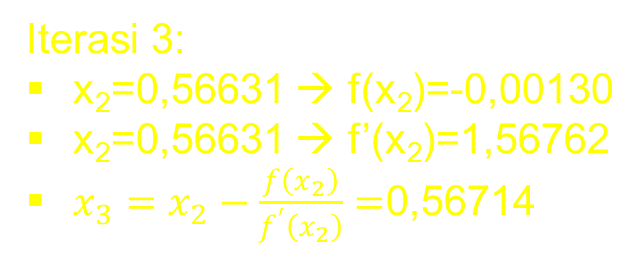 Iterasi 3:
▪ x₂=0,56631 → f(x₂)=-0,00130
▪ x₂=0,56631 → f’(x₂)=1,56762
▪ 𝑥₃ = 𝑥₂ − 𝑓(𝑥₂)/𝑓′(𝑥₂) =0,56714